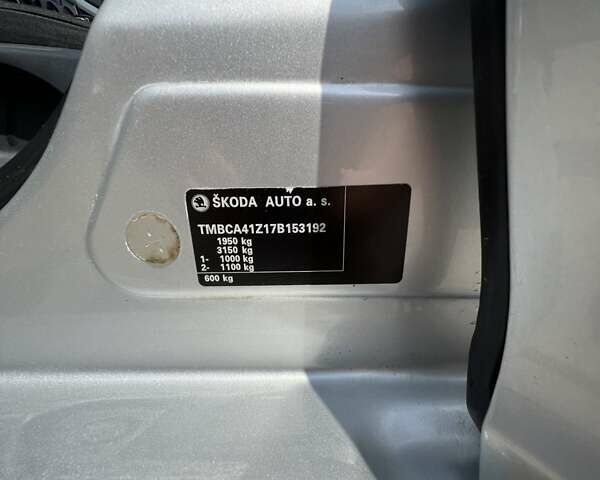 ŠKODA AUTO a. s.
TMBCA41Z17B153192
1950 kg
3150 kg
1- 1000 kg
2- 1100 kg
600 kg